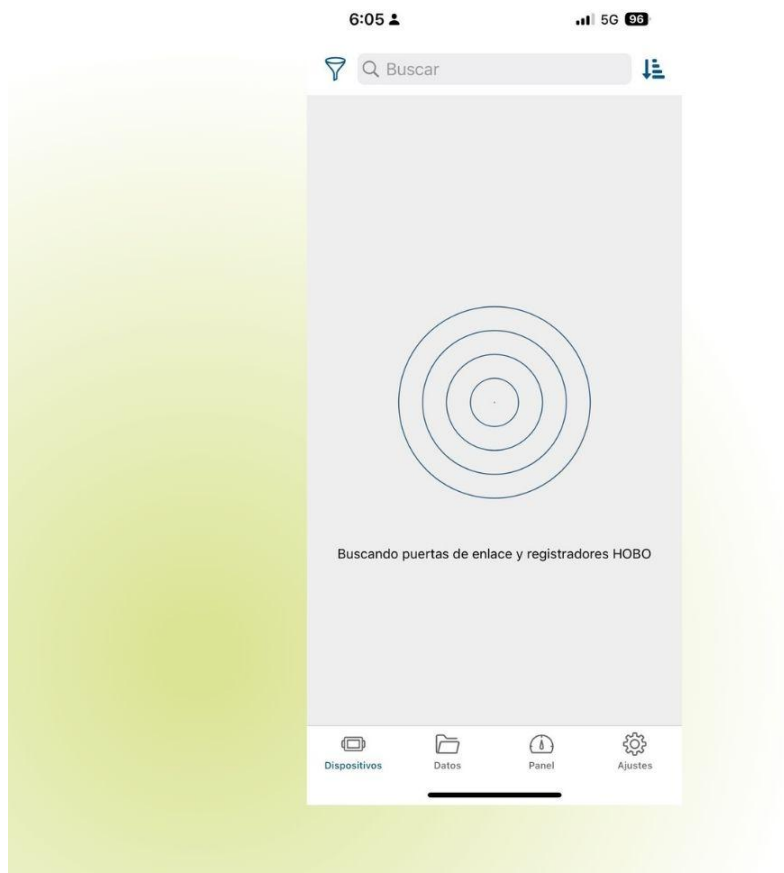 6:05
5G 96
Buscar
Buscando puertas de enlace y registradores HOBO
Dispositivos Datos Panel Ajustes